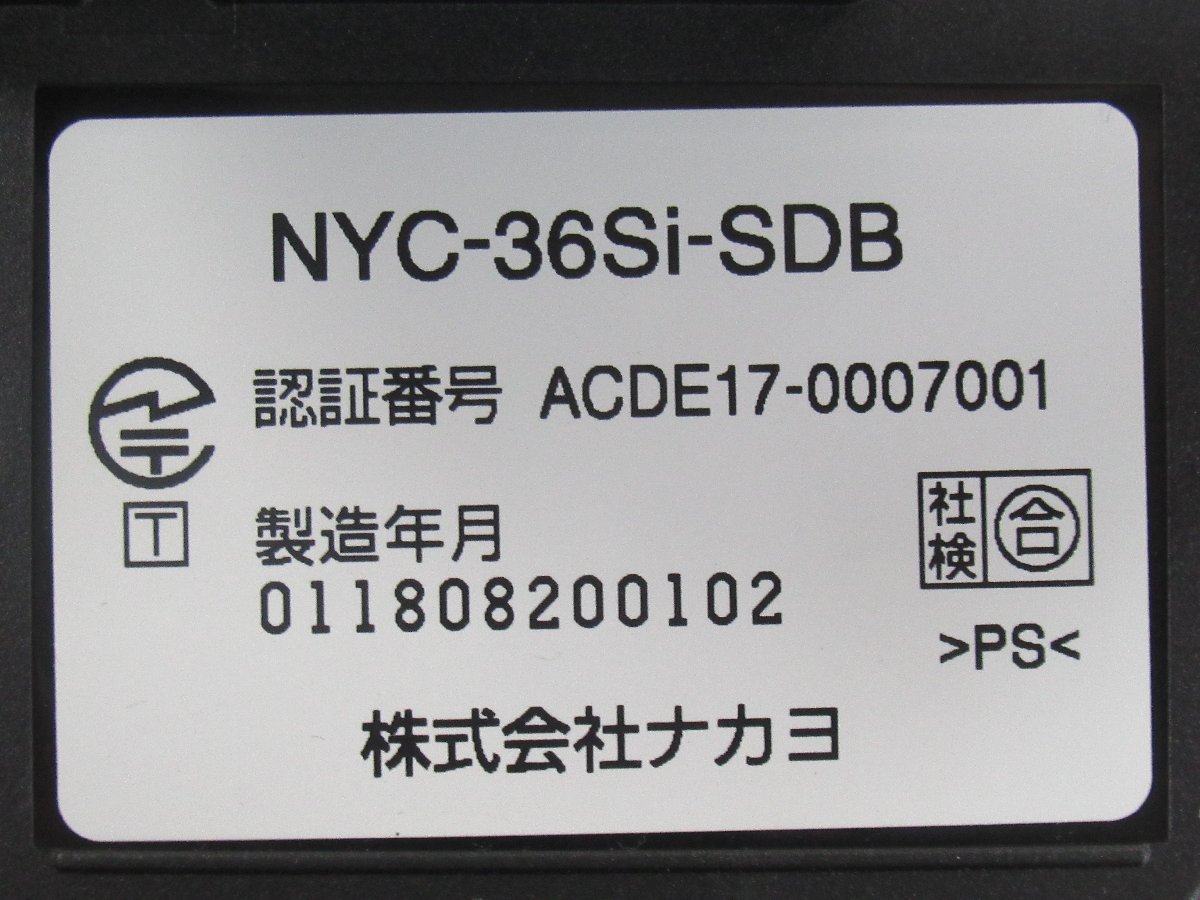 NYC-36Si-SDB
認証番号 ACDE17-0007001
T
製造年月
011808200102
社検 合
>PS<
株式会社ナカヨ